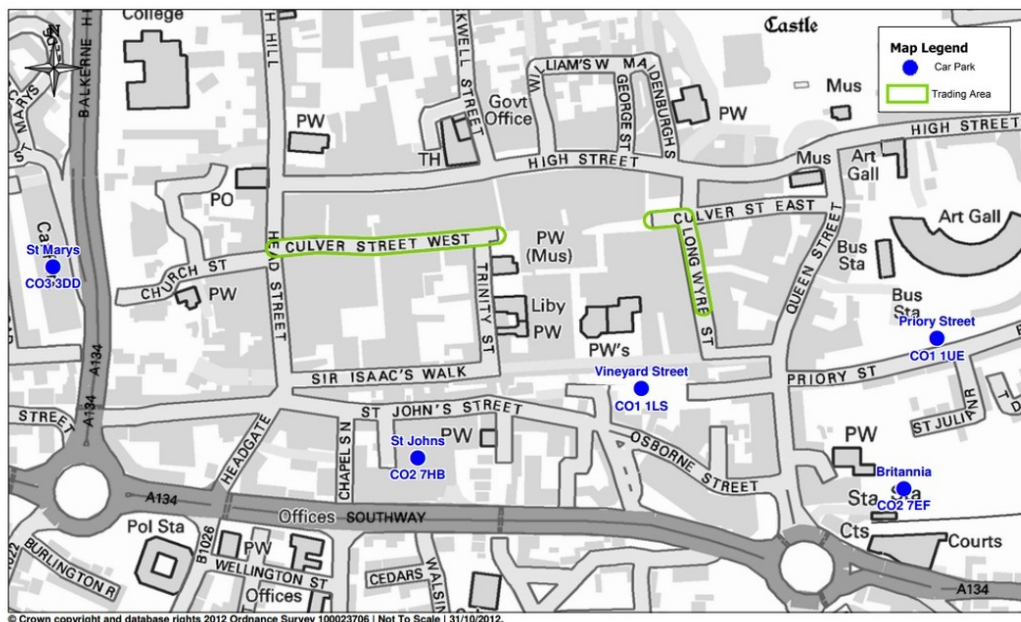 College
Castle
Map Legend
Car Park
Trading Area
N
BALKERNE H
H HILL
KWELL STREET
WILLIAM'S W
MAIDENBURGH S
GEORGE ST
Govt
Office
Mus
PW
PW
TH
HIGH STREET
HIGH STREET
Mus
Art
Gall
ST MARYS
PO
CULVER ST EAST
Art Gall
CULVER STREET WEST
HEAD STREET
PW
(Mus)
LONG WYRE ST
QUEEN STREET
Bus
Sta
Bus
Sta
St Marys
CO3 3DD
CHURCH ST
PW
TRINITY ST
Liby
PW
PW's
Priory Street
CO1 1UE
A134
SIR ISAAC'S WALK
Vineyard Street
CO1 1LS
PRIORY ST
STREET
A134
ST JOHN'S STREET
ST JULIAN
HEADGATE
CHAPEL S
St Johns
CO2 7HB
PW
OSBORNE STREET
PW
Britannia
CO2 7EF
Sta
Sta
A134
Offices
SOUTHWAY
Pol Sta
B1026
PW
WELLINGTON ST
Offices
CEDARS
WALSIN
Cts
Courts
A134
1022
BURLINGTON R
© Crown copyright and database rights 2012 Ordnance Survey 100023706 | Not To Scale | 31/10/2012.